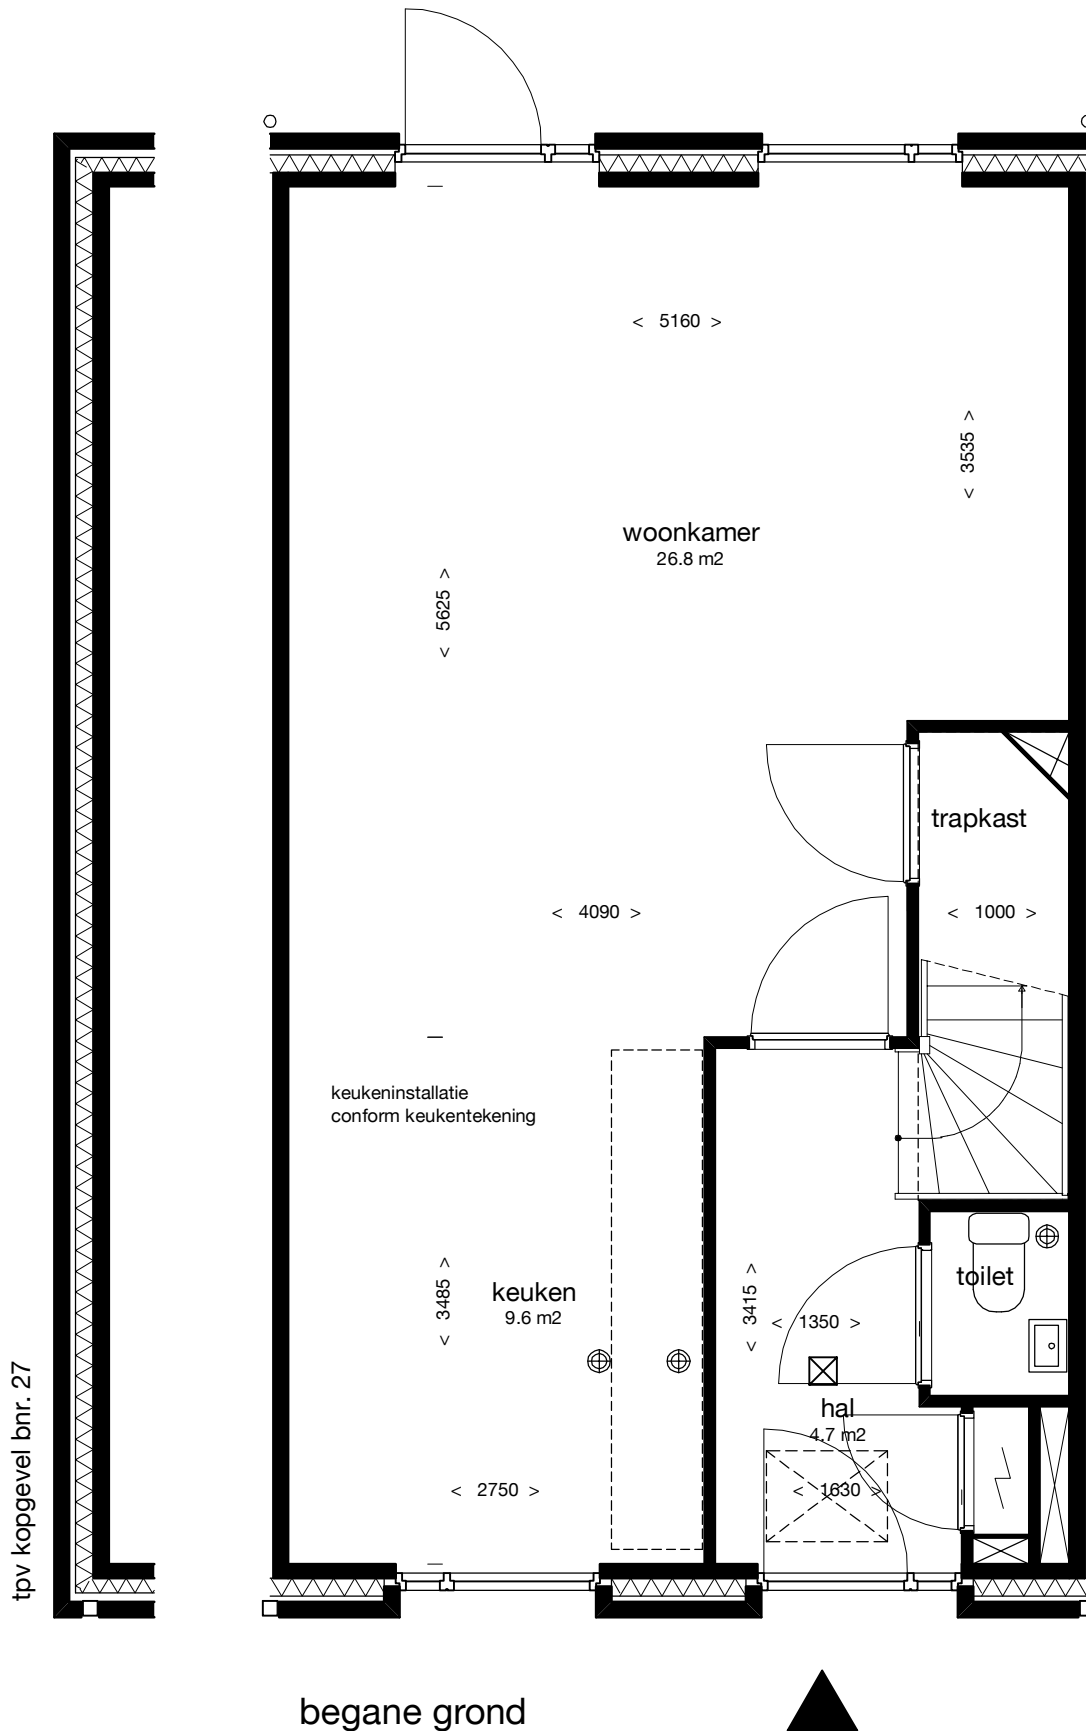 < 5160 >
< 3535 >
woonkamer
26.8 m2
< 5625 >
trapkast
< 4090 >
< 1000 >
keukeninstallatie
conform keukentekening
< 3485 >
keuken
9.6 m2
< 3415 >
< 1350 >
toilet
hal
4.7 m2
< 2750 >
< 1630 >
tpv kopgevel bnr. 27
begane grond